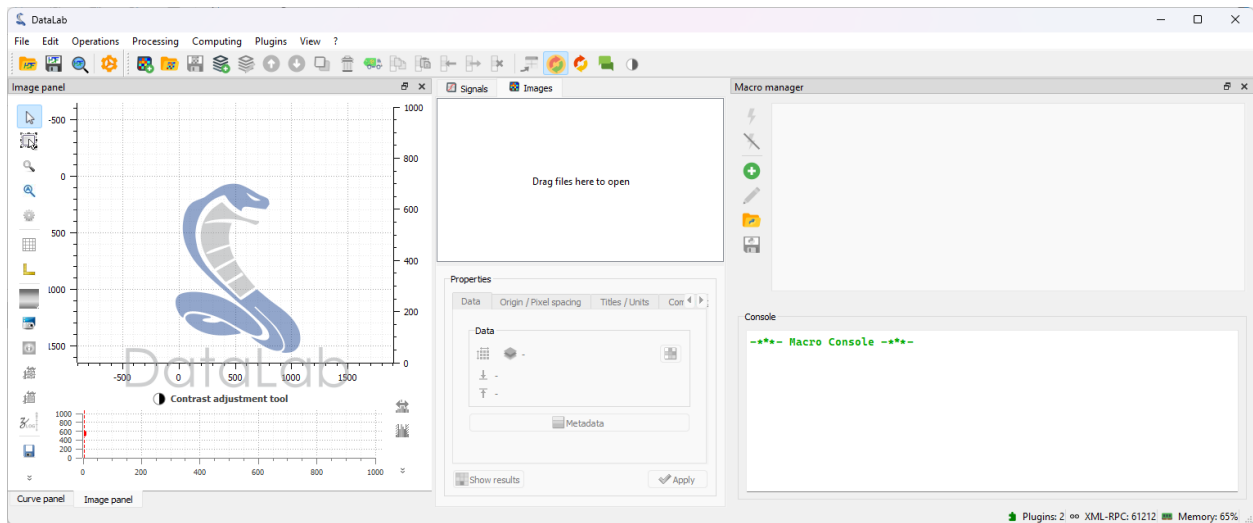 DataLab
File Edit Operations Processing Computing Plugins View ?
Image panel
-500
0
500
1000
1500
1000
800
600
400
200
0
-500 0 500 1000 1500
DataLab
Contrast adjustment tool
1000
800
600
400
200
0
0 200 400 600 800 1000
Curve panel Image panel
Signals Images
Drag files here to open
Properties
Data Origin / Pixel spacing Titles / Units
Data
-
-
-
Metadata
Show results Apply
Macro manager
Console
-***- Macro Console -***-
Plugins: 2 XML-RPC: 61212 Memory: 65%